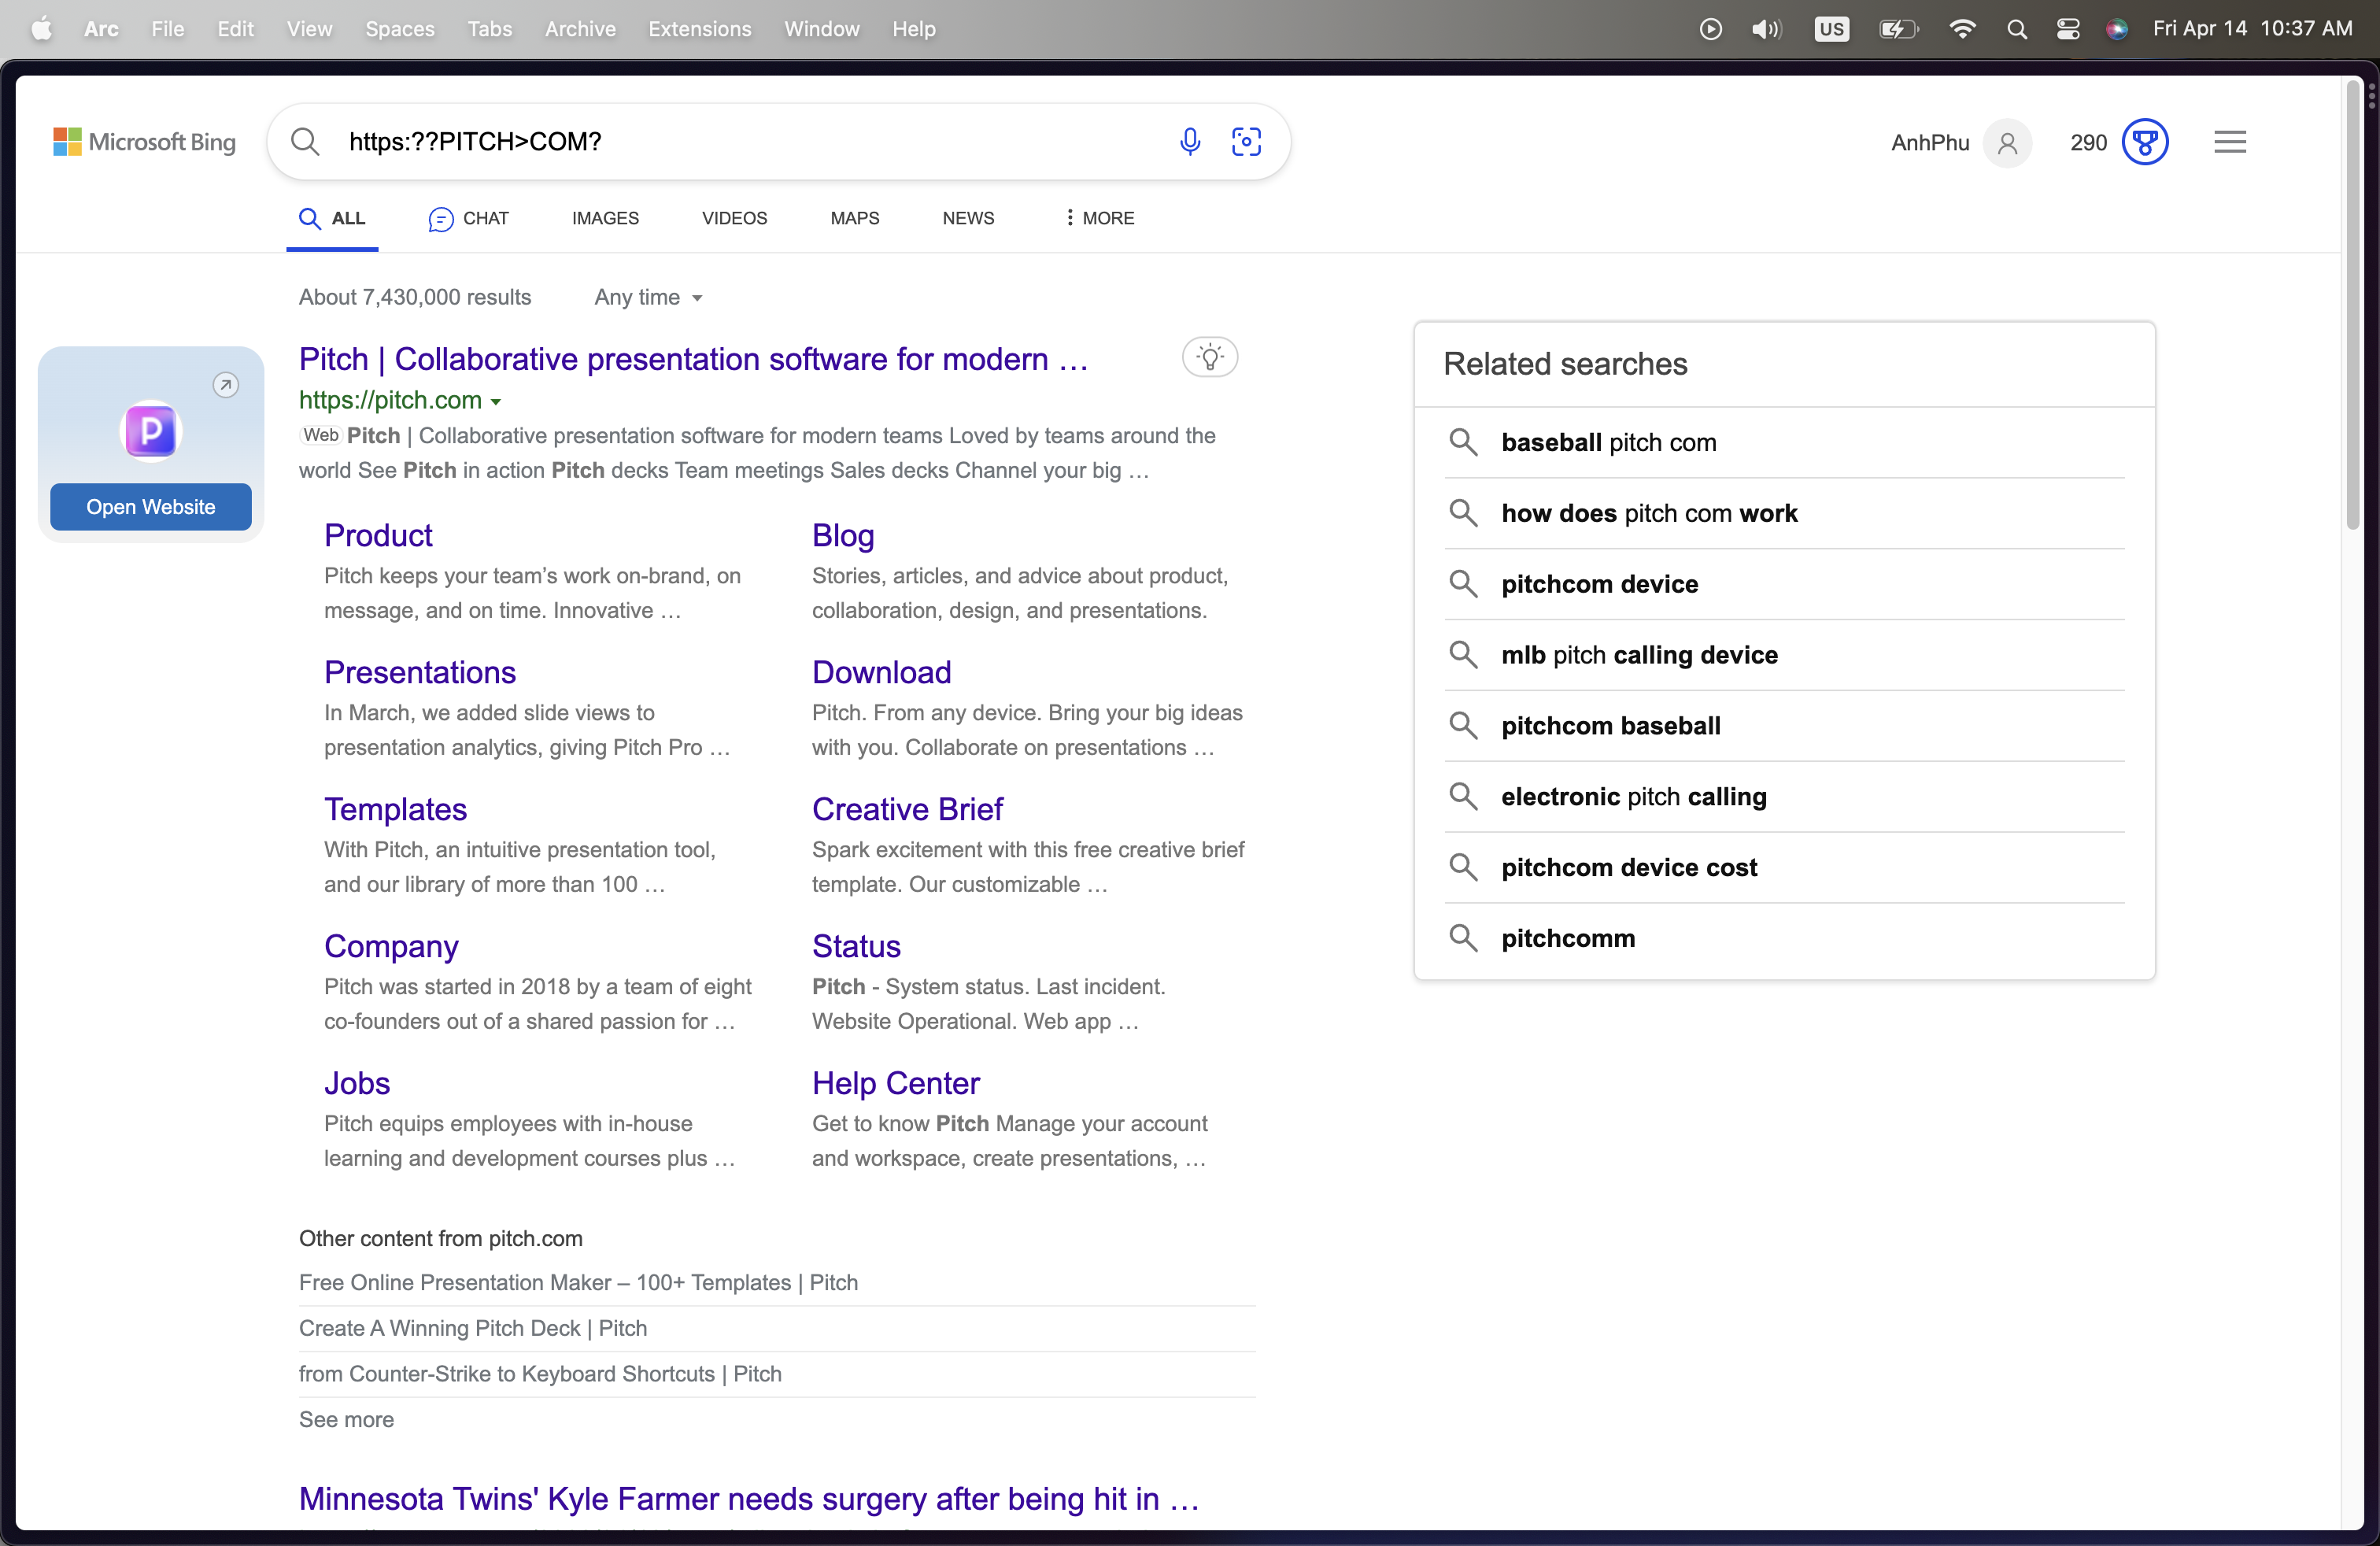 Arc File Edit View Spaces Tabs Archive Extensions Window Help US Fri Apr 14 10:37 AM
Microsoft Bing
https:??PITCH>COM?
AnhPhu 290
ALL CHAT IMAGES VIDEOS MAPS NEWS MORE
About 7,430,000 results Any time
P
Open Website
Pitch | Collaborative presentation software for modern …
https://pitch.com
Web Pitch | Collaborative presentation software for modern teams Loved by teams around the
world See Pitch in action Pitch decks Team meetings Sales decks Channel your big …
Product
Pitch keeps your team’s work on-brand, on
message, and on time. Innovative …
Blog
Stories, articles, and advice about product,
collaboration, design, and presentations.
Presentations
In March, we added slide views to
presentation analytics, giving Pitch Pro …
Download
Pitch. From any device. Bring your big ideas
with you. Collaborate on presentations …
Templates
With Pitch, an intuitive presentation tool,
and our library of more than 100 …
Creative Brief
Spark excitement with this free creative brief
template. Our customizable …
Company
Pitch was started in 2018 by a team of eight
co-founders out of a shared passion for …
Status
Pitch - System status. Last incident.
Website Operational. Web app …
Jobs
Pitch equips employees with in-house
learning and development courses plus …
Help Center
Get to know Pitch Manage your account
and workspace, create presentations, …
Other content from pitch.com
Free Online Presentation Maker – 100+ Templates | Pitch
Create A Winning Pitch Deck | Pitch
from Counter-Strike to Keyboard Shortcuts | Pitch
See more
Minnesota Twins' Kyle Farmer needs surgery after being hit in …
Related searches
baseball pitch com
how does pitch com work
pitchcom device
mlb pitch calling device
pitchcom baseball
electronic pitch calling
pitchcom device cost
pitchcomm